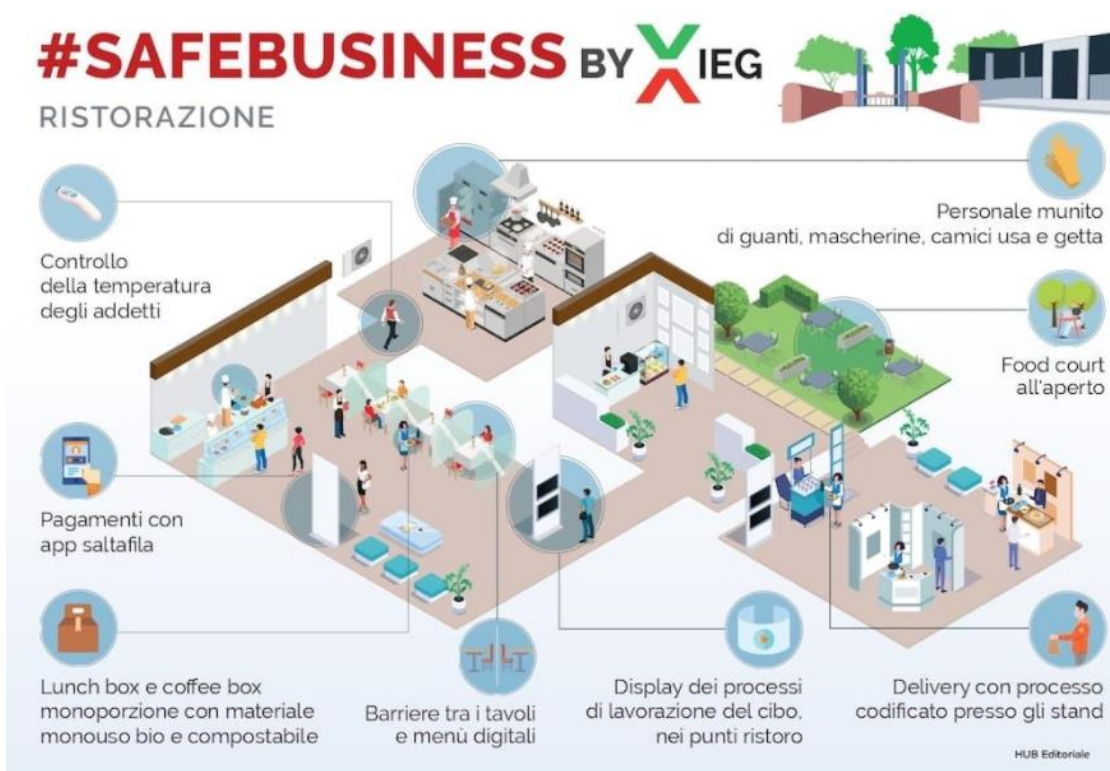 #SAFEBUSINESS BY IEG
RISTORAZIONE
Controllo
della temperatura
degli addetti
Personale munito
di guanti, mascherine, camici usa e getta
Food court
all'aperto
Pagamenti con
app saltafila
Lunch box e coffee box
monoporzione con materiale
monouso bio e compostabile
Barriere tra i tavoli
e menù digitali
Display dei processi
di lavorazione del cibo,
nei punti ristoro
Delivery con processo
codificato presso gli stand
HUB Editoriale